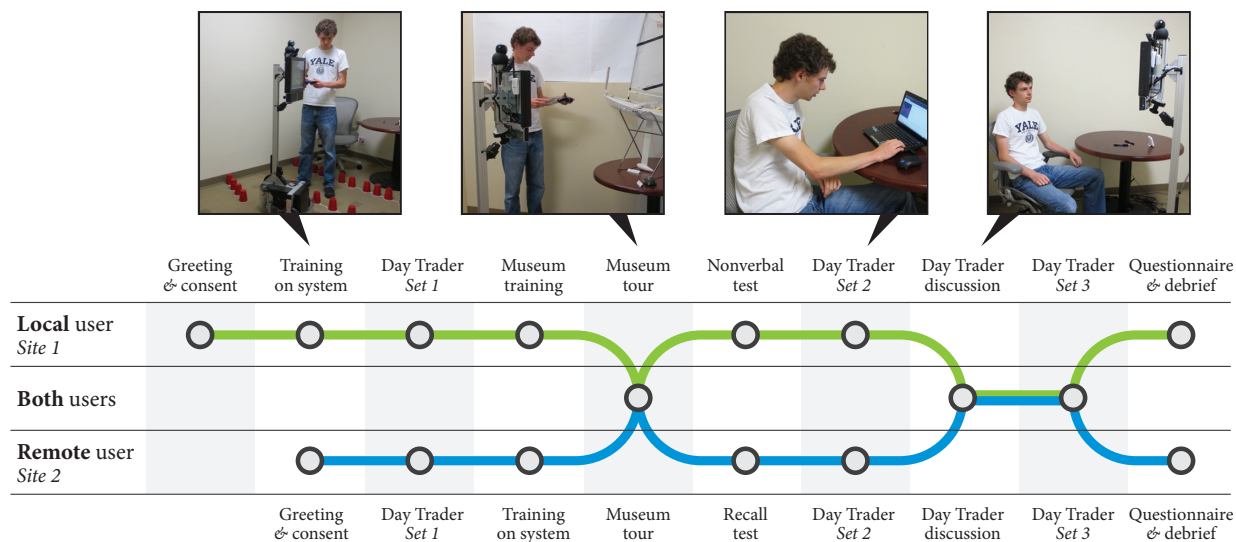 YALE
YALE
YALE
Greeting
& consent
Training
on system
Day Trader
Set 1
Museum
training
Museum
tour
Nonverbal
test
Day Trader
Set 2
Day Trader
discussion
Day Trader
Set 3
Questionnaire
& debrief
Local user
Site 1
Both users
Remote user
Site 2
Greeting
& consent
Day Trader
Set 1
Training
on system
Museum
tour
Recall
test
Day Trader
Set 2
Day Trader
discussion
Day Trader
Set 3
Questionnaire
& debrief